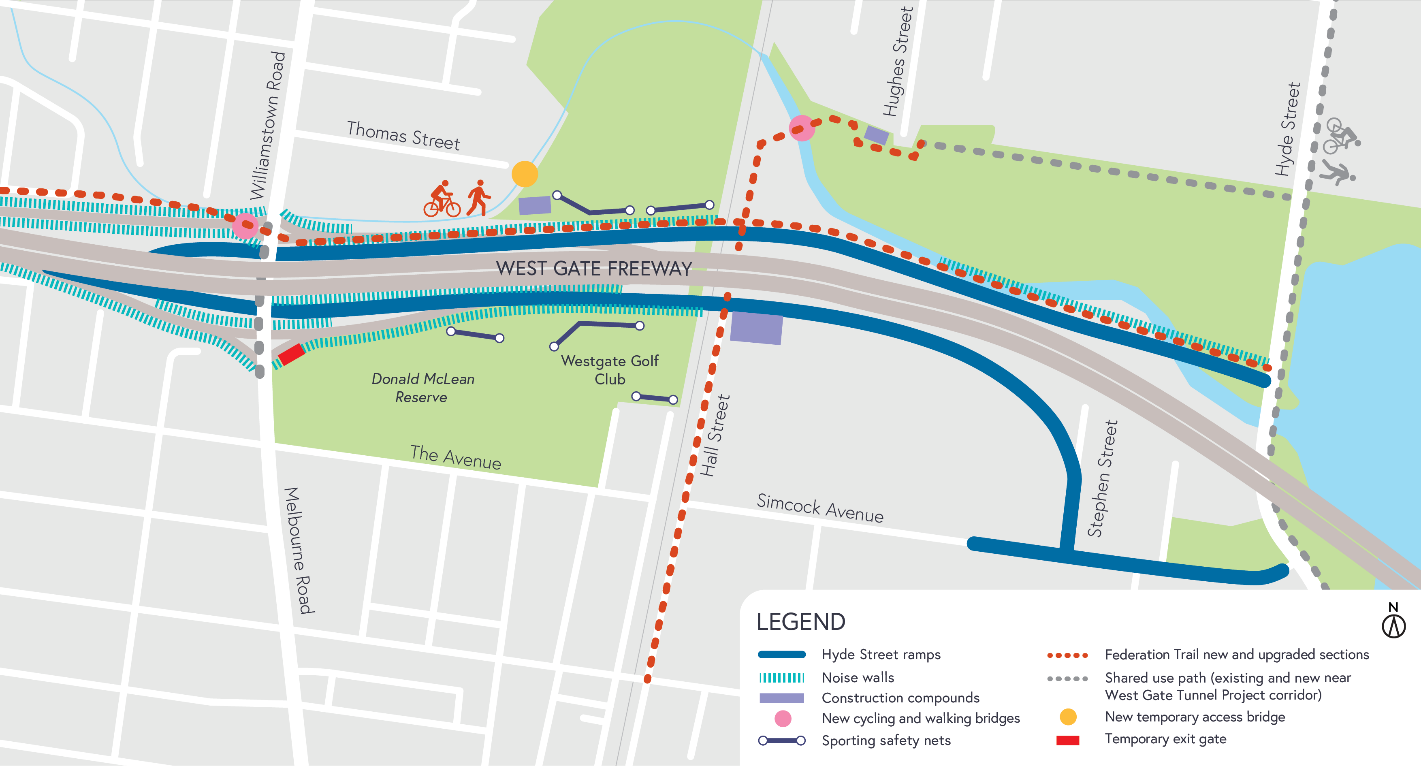 Hughes Street
Hyde Street
Williamstown Road
Thomas Street
WEST GATE FREEWAY
Westgate Golf
Club
Donald McLean
Reserve
The Avenue
Hall Street
Stephen Street
Simcock Avenue
Melbourne Road
LEGEND
Hyde Street ramps
Noise walls
Construction compounds
New cycling and walking bridges
Sporting safety nets
Federation Trail new and upgraded sections
Shared use path (existing and new near
West Gate Tunnel Project corridor)
New temporary access bridge
Temporary exit gate
N